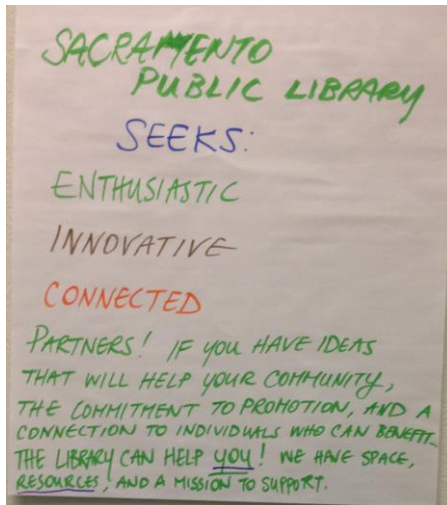 SACRAMENTO
PUBLIC LIBRARY
SEEKS:
ENTHUSIASTIC
INNOVATIVE
CONNECTED
PARTNERS! IF YOU HAVE IDEAS
THAT WILL HELP YOUR COMMUNITY,
THE COMMITMENT TO PROMOTION, AND A
CONNECTION TO INDIVIDUALS WHO CAN BENEFIT-
THE LIBRARY CAN HELP YOU! WE HAVE SPACE,
RESOURCES, AND A MISSION TO SUPPORT.